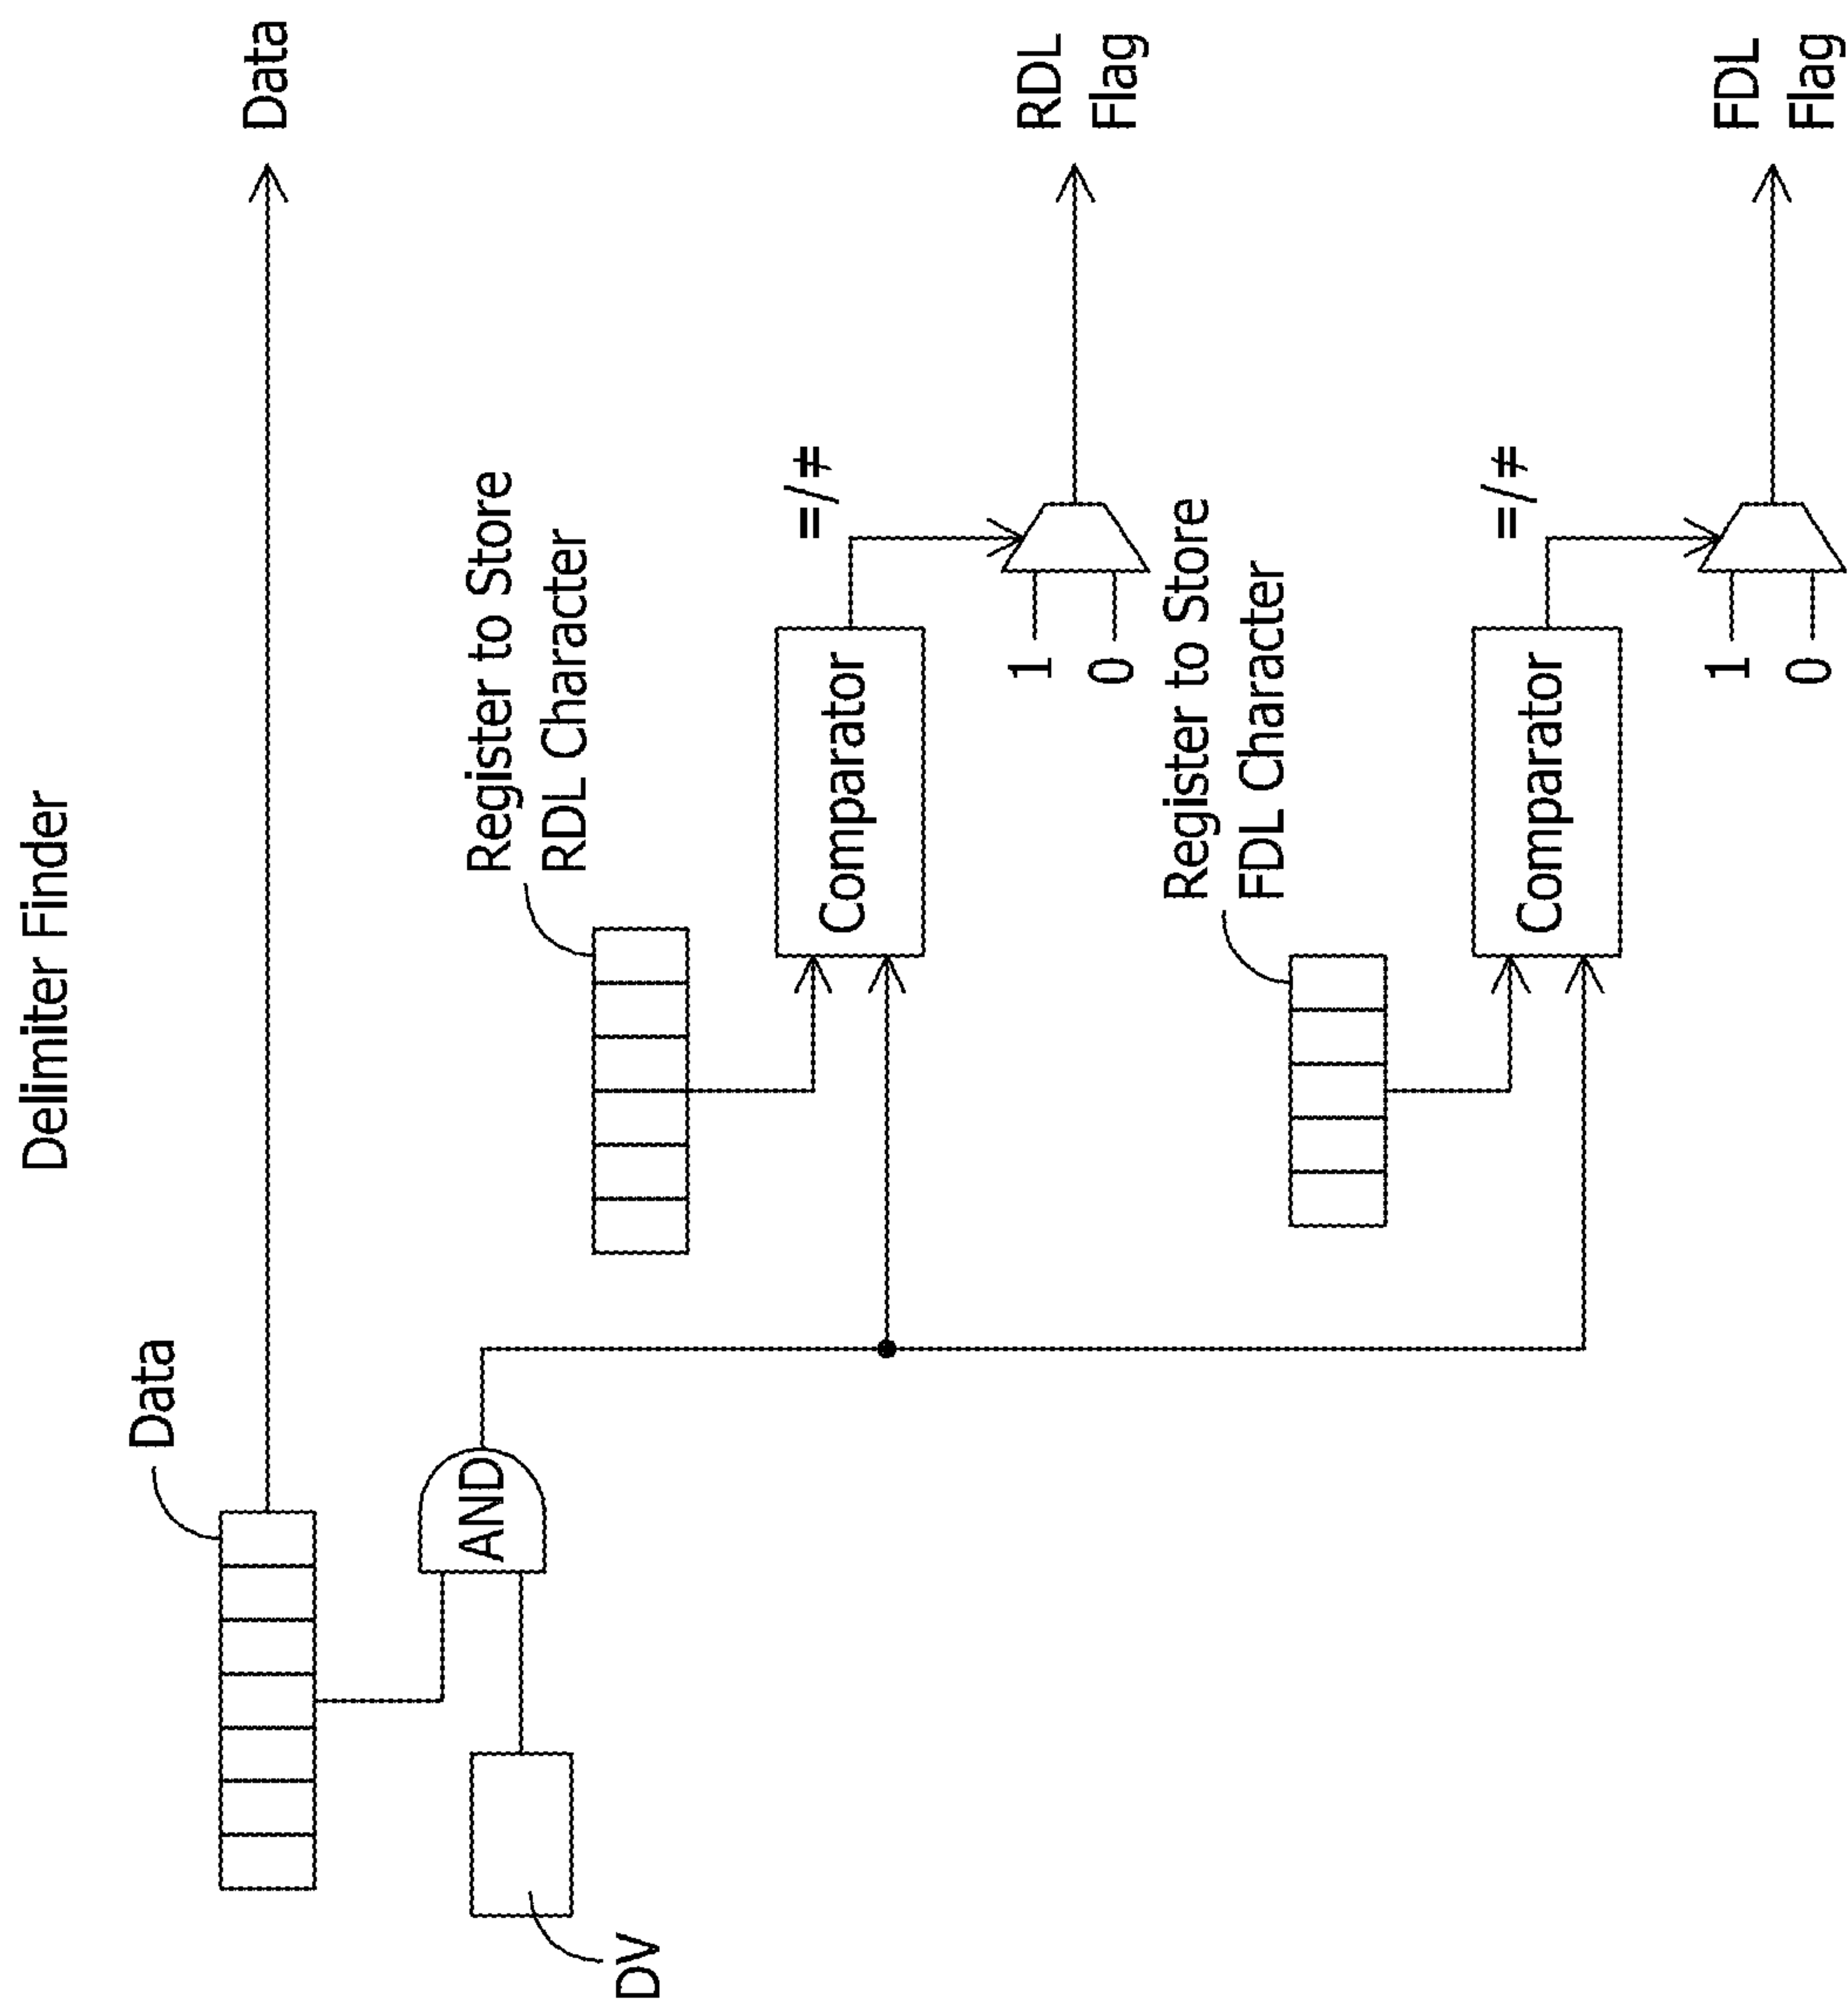 Delimiter Finder
Data
Data
AND
DV
Register to Store
RDL Character
Comparator
=/≠
1
0
RDL
Flag
Register to Store
FDL Character
Comparator
=/≠
1
0
FDL
Flag